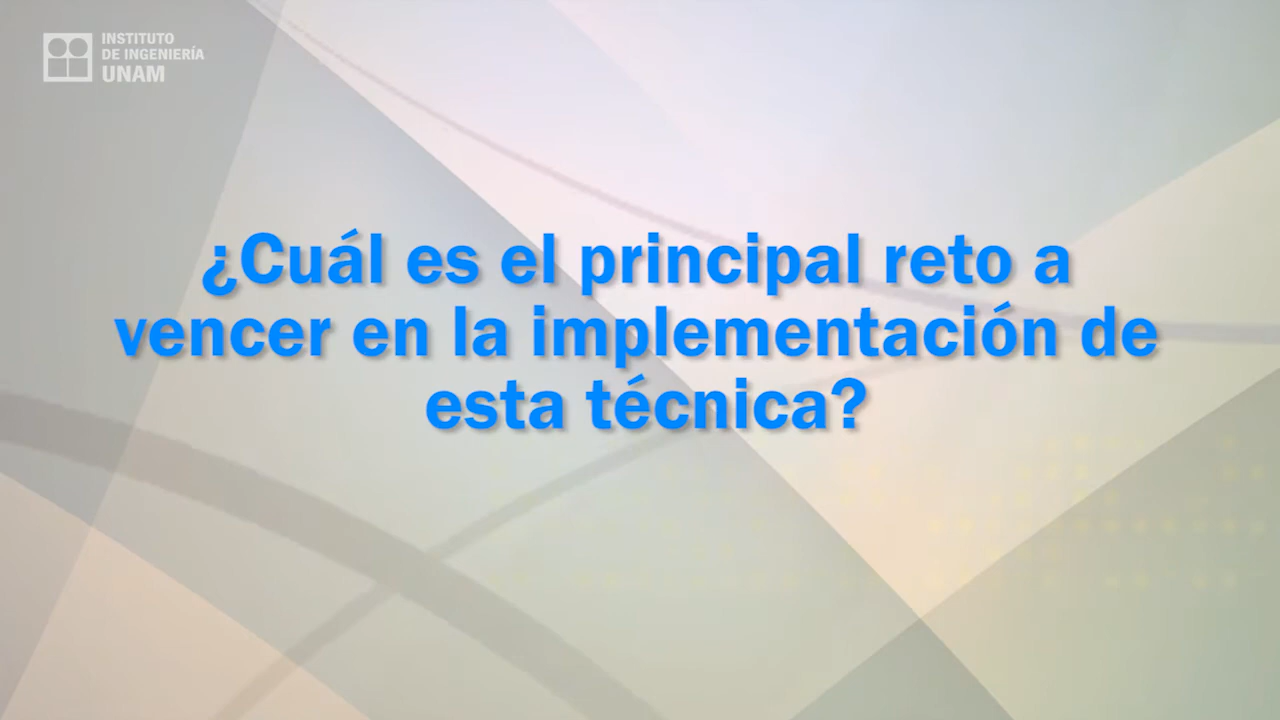 INSTITUTO
DE INGENIERÍA
UNAM
¿Cuál es el principal reto a
vencer en la implementación de
esta técnica?